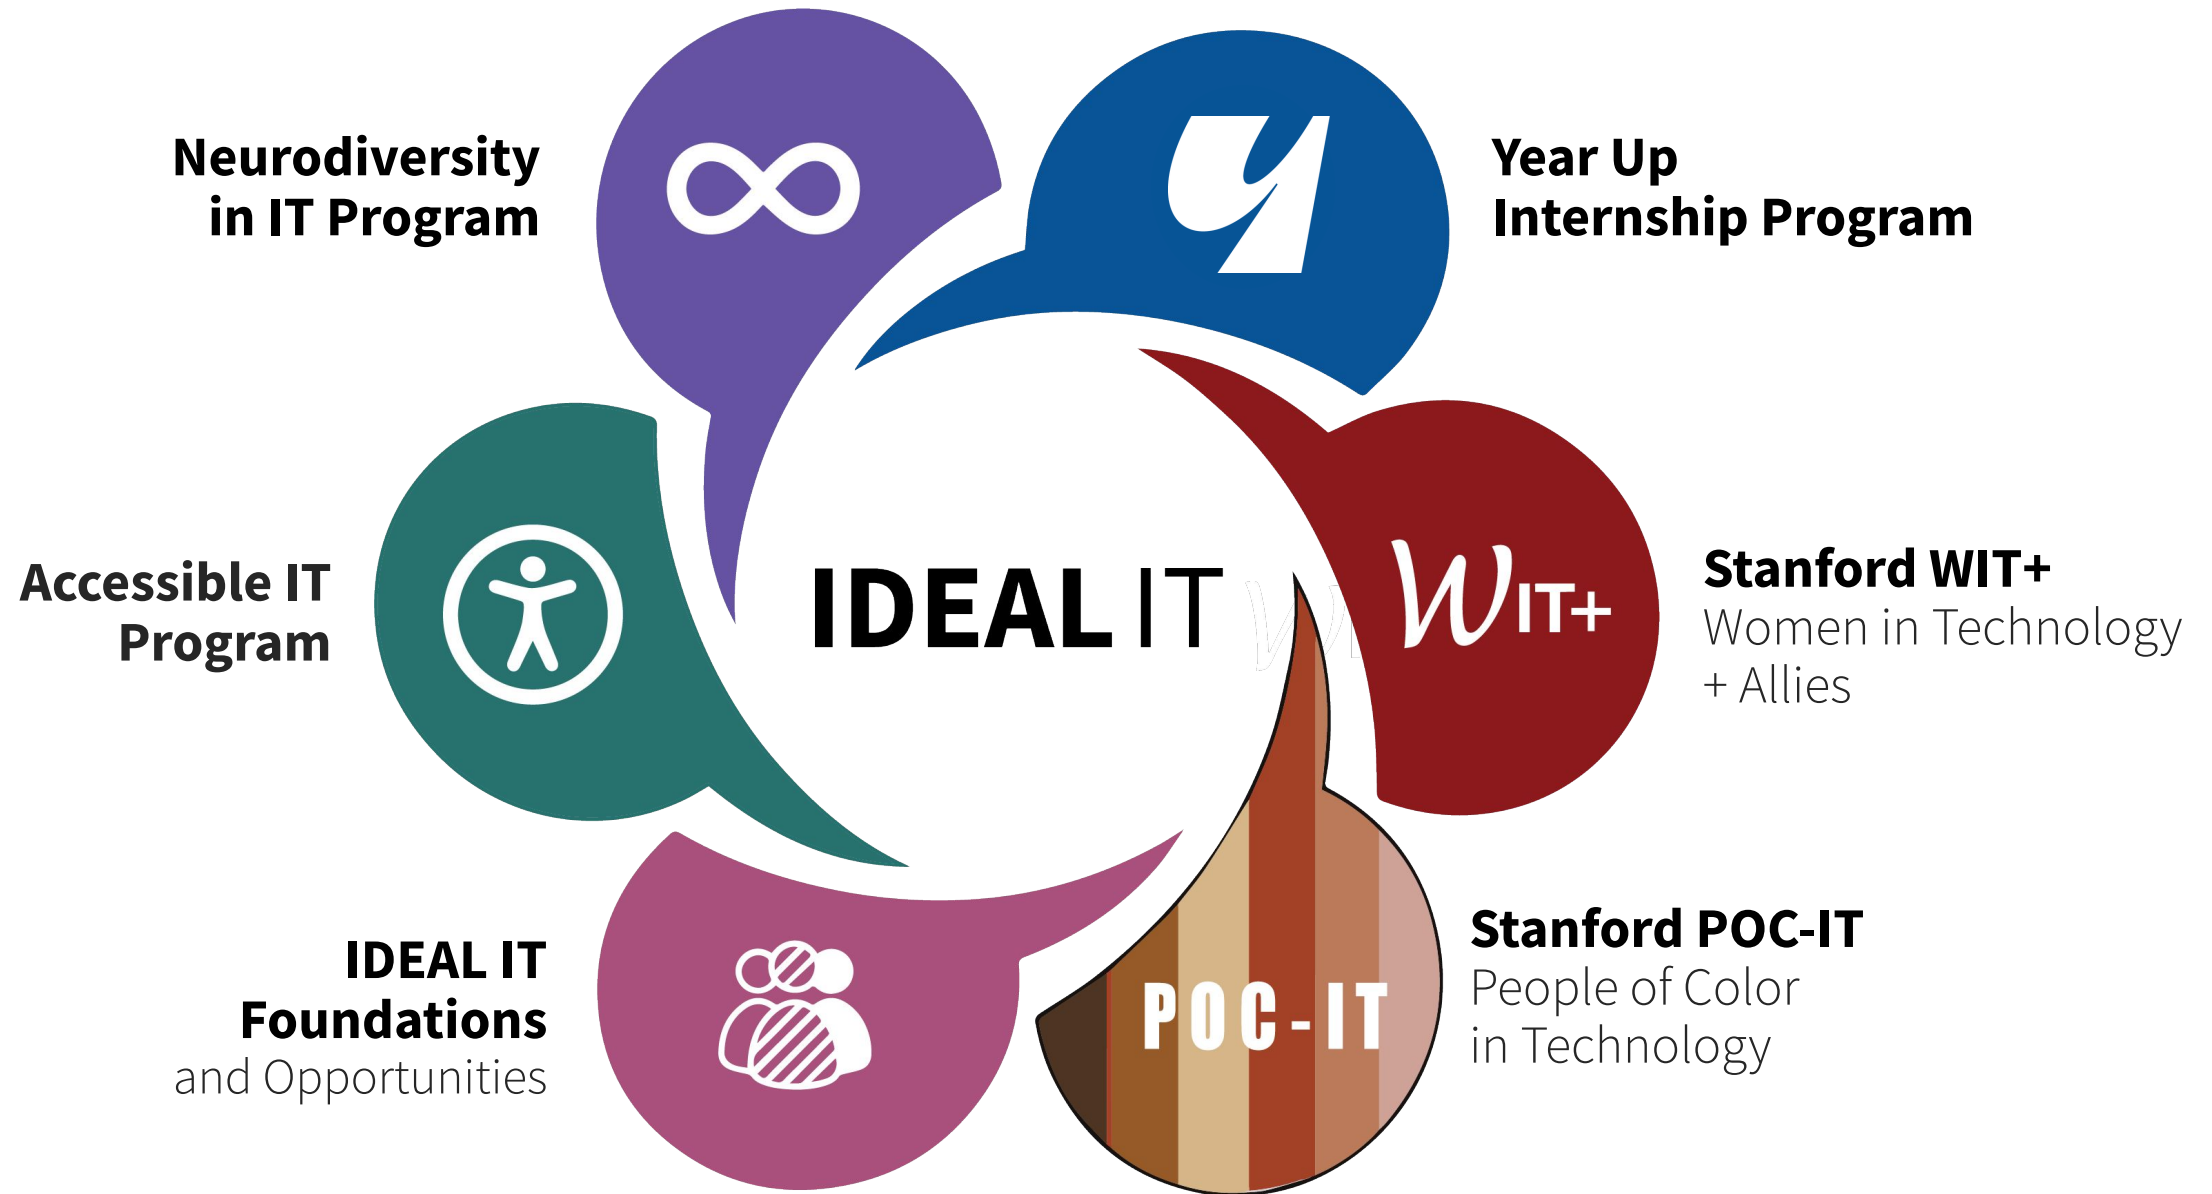 Neurodiversity
in IT Program
y
Year Up
Internship Program
Accessible IT
Program
IDEAL IT
WIT+
Stanford WIT+
Women in Technology
+ Allies
IDEAL IT
Foundations
and Opportunities
POC-IT
Stanford POC-IT
People of Color
in Technology